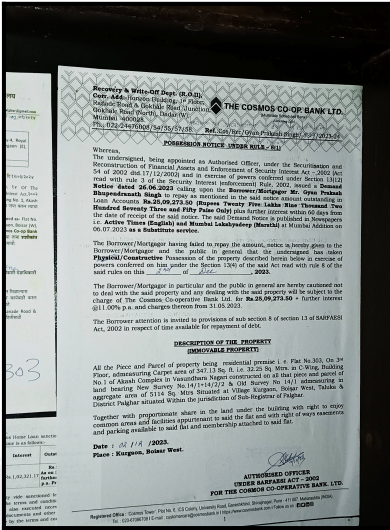 Recovery & Write-Off Dept. (R.O.II),
Corr. Add: Horizon Building, 1st Floor,
Ranade Road & Gokhale Road Junction,
Gokhale Road (North), Dadar(W),
Mumbai 400028.
THE COSMOS CO-OP. BANK LTD.
POSSESSION NOTICE UNDER RULE - 8(1)
Whereas,
The undersigned, being appointed as Authorised Officer, under the Securitisation and
Reconstruction of Financial Assets and Enforcement of Security Interest Act - 2002 (Act
54 of 2002 dtd.17/12/2002) and in exercise of powers conferred under Section 13(12)
read with rule 3 of the Security Interest (enforcement) Rule, 2002, issued a Demand
Notice dated 26.06.2023 calling upon the Borrower/Mortgagor Mr. Gyan Prakash
Bhupendrasingh Singh to repay as mentioned in the said notice amount outstanding in
Loan Accounts Rs.25,09,273.50 (Rupees Twenty Five Lakhs Nine Thousand Two
Hundred Seventy Three and Fifty Paise Only) plus further interest within 60 days from
the date of receipt of the said notice. The said Demand Notice is published in Newspapers
i.e. Active Times (English) and Mumbai Lakshyadeep (Marathi) at Mumbai Addition on
06.07.2023 as a Substitute service.
The Borrower/Mortgagor having failed to repay the amount, notice is hereby given to the
Borrower/Mortgagor and the public in general that the undersigned has taken
Physical/Constructive Possession of the property described herein below in exercise of
powers conferred on him under the Section 13(4) of the said Act read with rule 8 of the
said rules on this 2nd of Dec, 2023.
The Borrower/Mortgagor in particular and the public in general are hereby cautioned not
to deal with the said property and any dealing with the said property will be subject to the
charge of The Cosmos Co-operative Bank Ltd. for Rs.25,09,273.50 + further interest
@11.00% p.a. and charges thereon from 31.05.2023.
The Borrower attention is invited to provisions of sub section 8 of section 13 of SARFAESI
Act, 2002 in respect of time available for repayment of debt.
DESCRIPTION OF THE PROPERTY
(IMMOVABLE PROPERTY)
All the Piece and Parcel of property being. residential premise i.e. Flat No.303, On 3rd
Floor, admeasuring Carpet area of 347.13 Sq. ft. i.e. 32.25 Sq. Mtrs. in C-Wing, Building
No.1 of Akash Complex in Vasundhara Nagari constructed on all that piece and parcel of
land bearing New Survey No.14/1+14/2/2 & Old Survey No 14/1 admeasuring in
aggregate area of 5114 Sq. Mtrs Situated at Village Kurgaon, Boisar West, Taluka &
District Palghar situated Within the jurisdiction of Sub-Registrar of Palghar.
Together with proportionate share in the land under the building with right to enjoy
common areas and facilities appurtenant to the said flat and with right of ways easements
and parking available to said flat and membership attached to said flat.
Date : 02/12/2023.
Place : Kurgaon, Boisar West.
AUTHORISED OFFICER
UNDER SARFAESI ACT - 2002
FOR THE COSMOS CO-OPERATIVE BANK LTD.
303